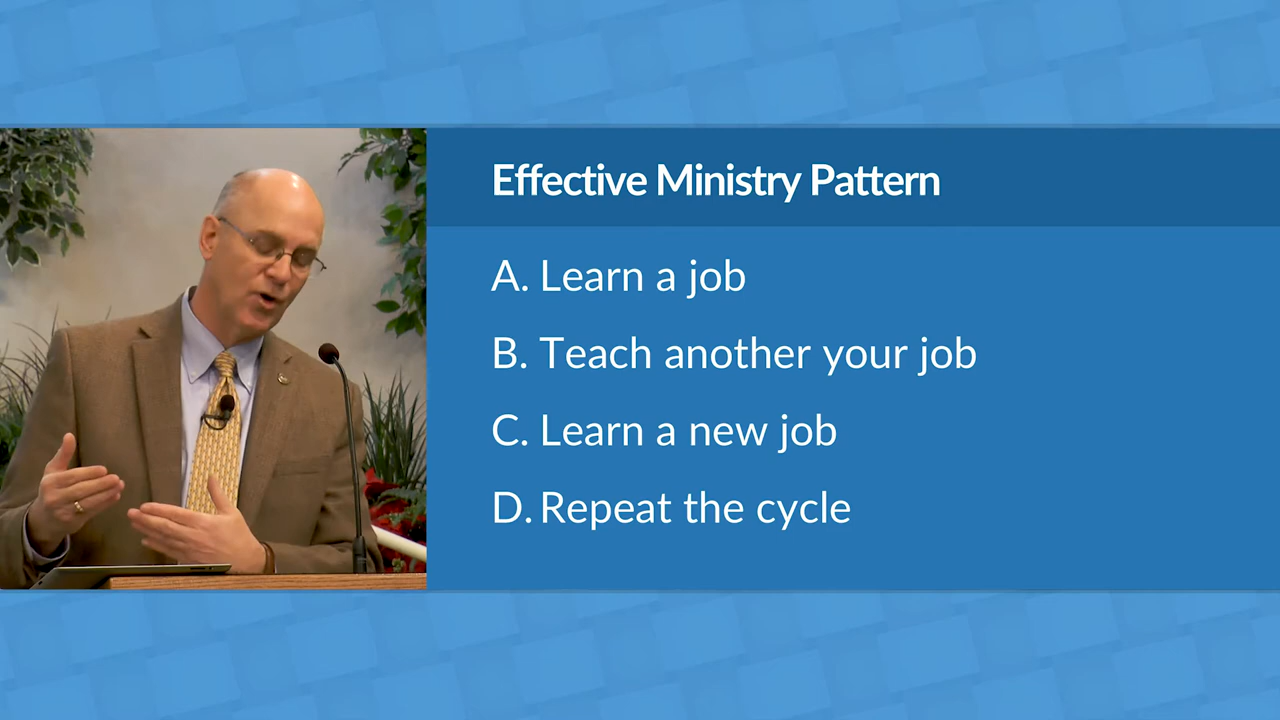 Effective Ministry Pattern
A. Learn a job
B. Teach another your job
C. Learn a new job
D. Repeat the cycle